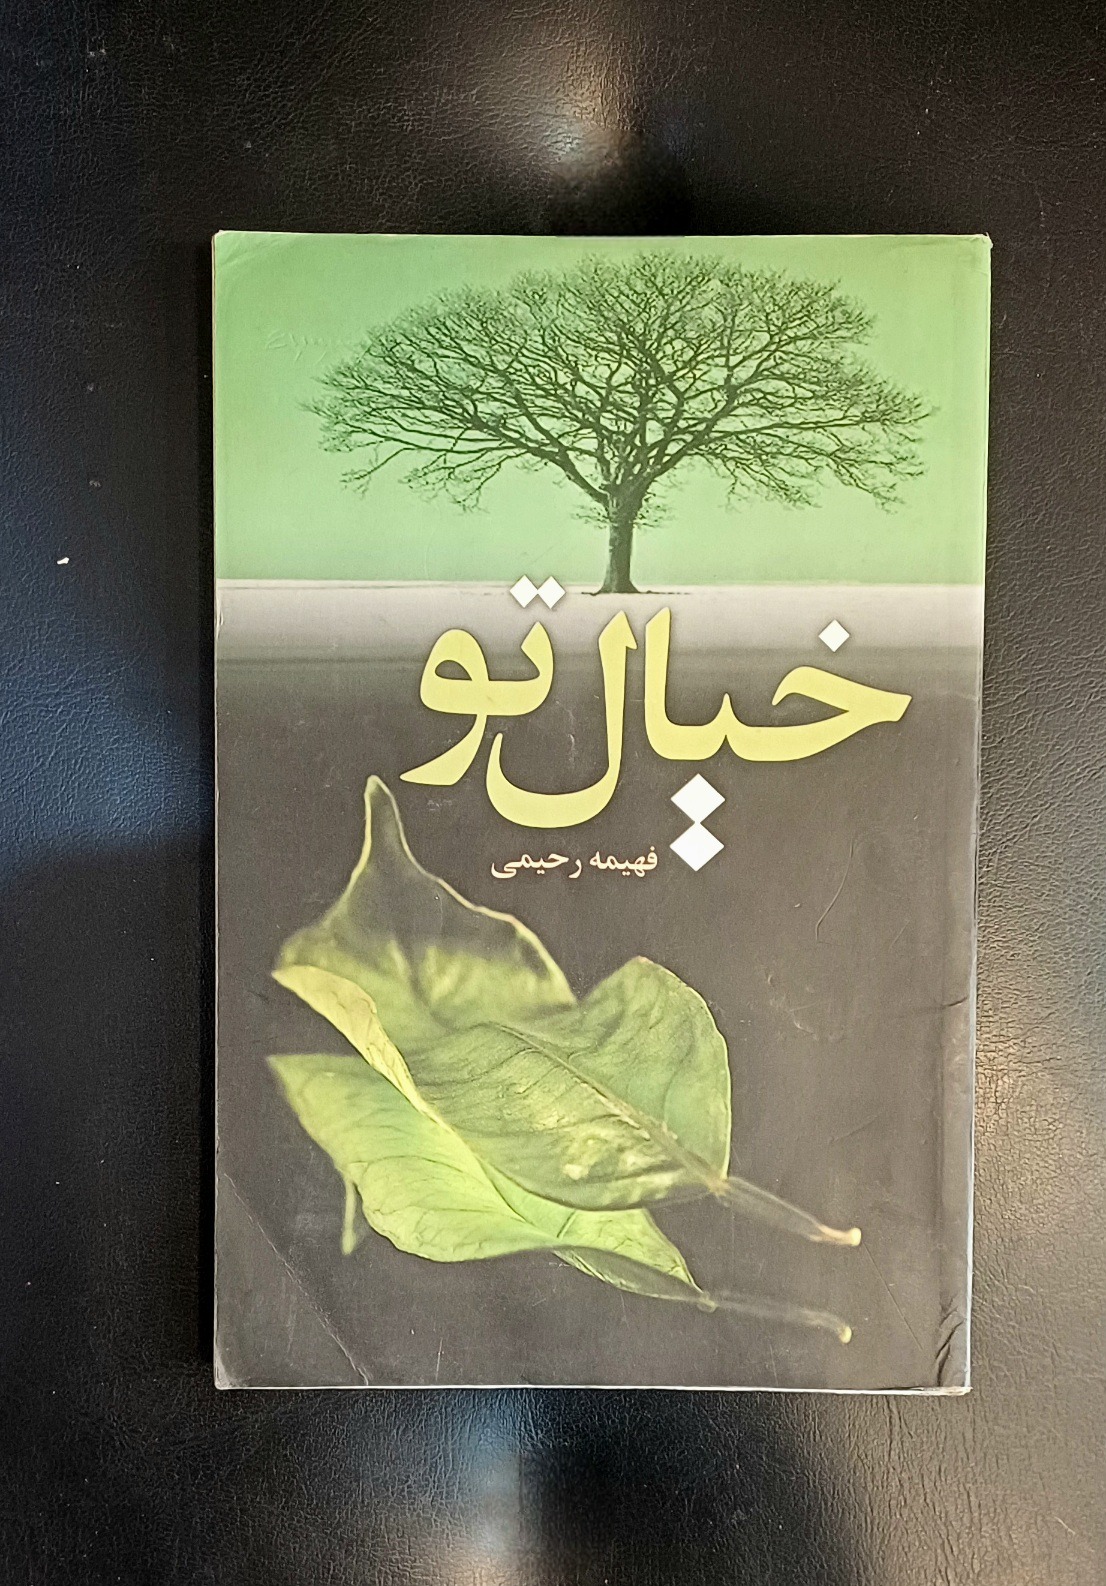 خیال تو
فهیمه رحیمی